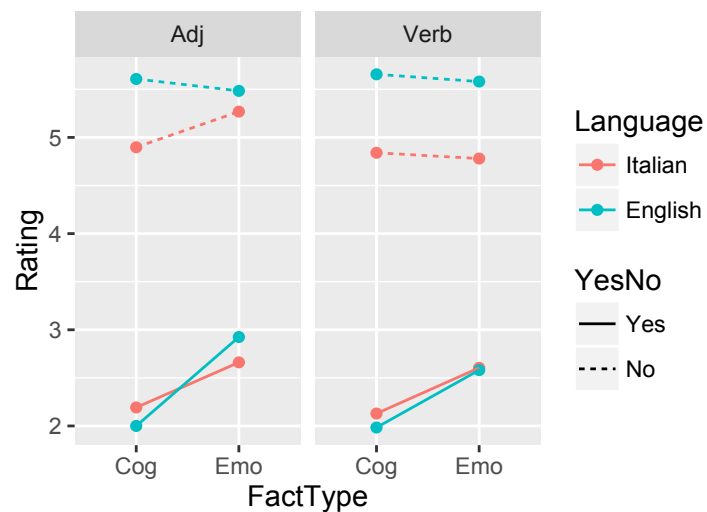 Adj
Verb
Rating
5
4
3
2
Cog
Emo
Cog
Emo
FactType
Language
Italian
English
YesNo
Yes
No